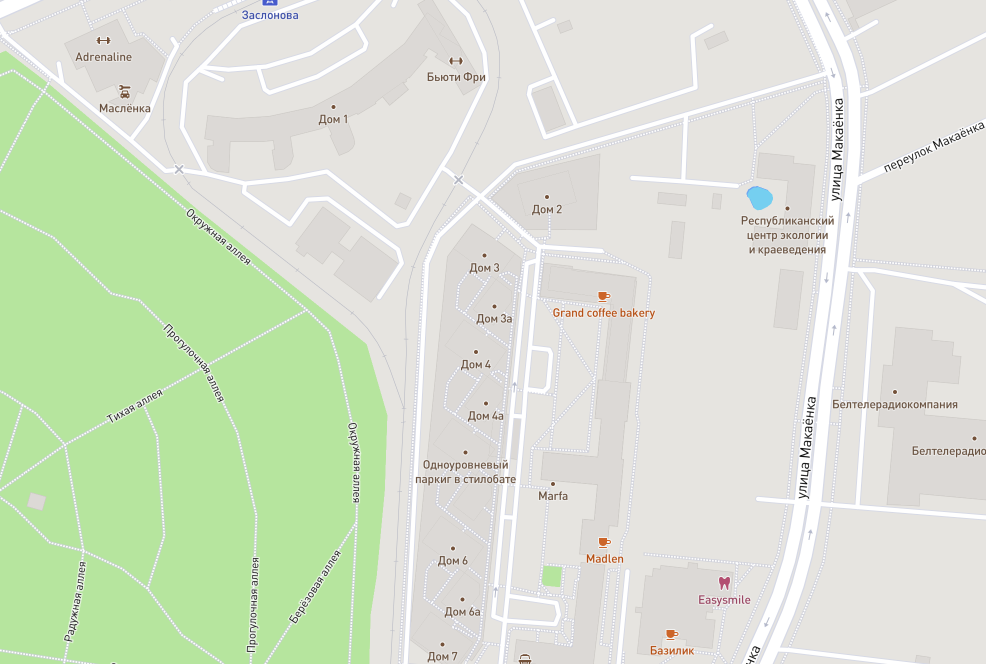 Заслонова
Adrenaline
Бьюти Фри
Маслёнка
Дом 1
улица Макаёнка
переулок Макаёнка
Дом 2
Республиканский
центр экологии
и краеведения
Окружная аллея
Дом 3
Grand coffee bakery
Дом 3а
Прогулочная аллея
Дом 4
Тихая аллея
Дом 4а
Белтелерадиокомпания
улица Макаёнка
Окружная аллея
Белтелерадио
Одноуровневый
паркиг в стилобате
Marfa
Дом 6
Madlen
Радужная аллея
Прогулочная аллея
Берёзовая аллея
Easysmile
Дом 6а
Базилик
Дом 7
нка